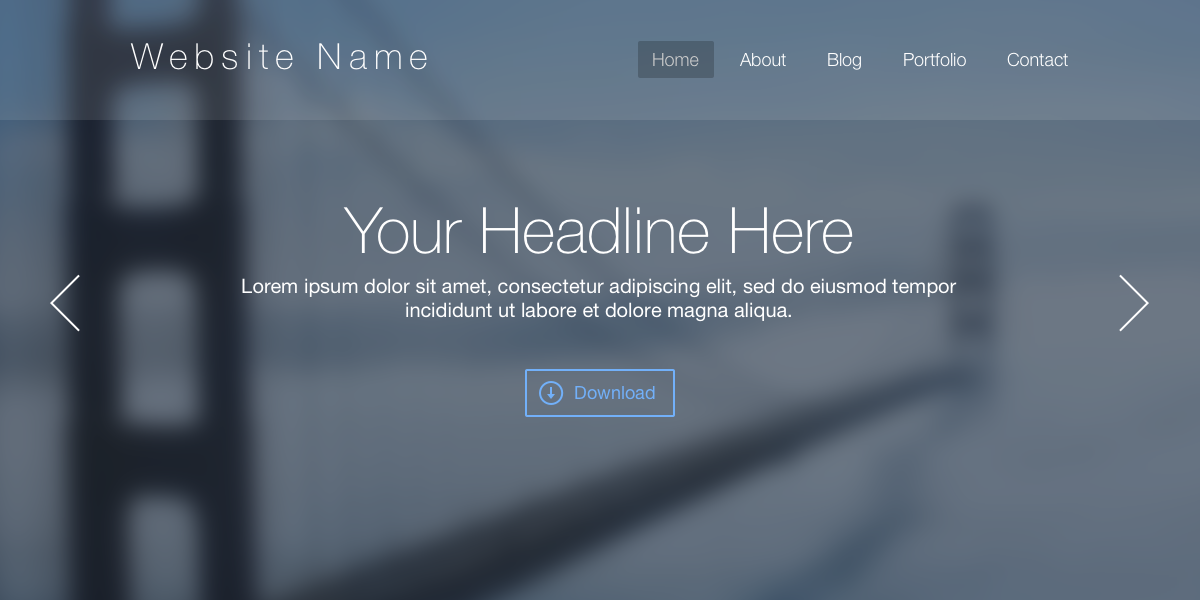 Website Name
Home About Blog Portfolio Contact
Your Headline Here
Lorem ipsum dolor sit amet, consectetur adipiscing elit, sed do eiusmod tempor
incididunt ut labore et dolore magna aliqua.
Download